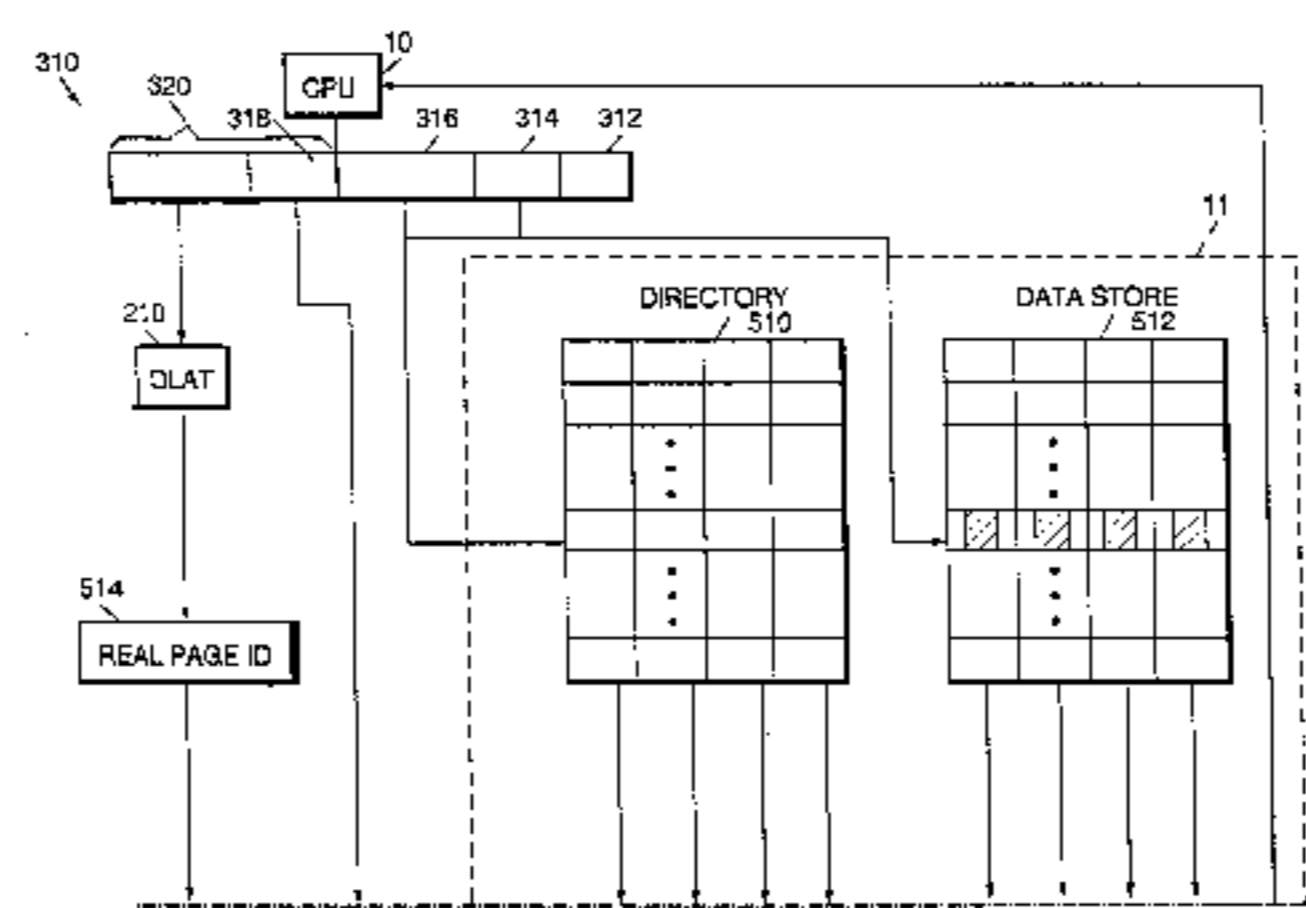 10
310
CPU
320
318
316
314
312
11
DIRECTORY
DATA STORE
510
512
210
DLAT
514
REAL PAGE ID